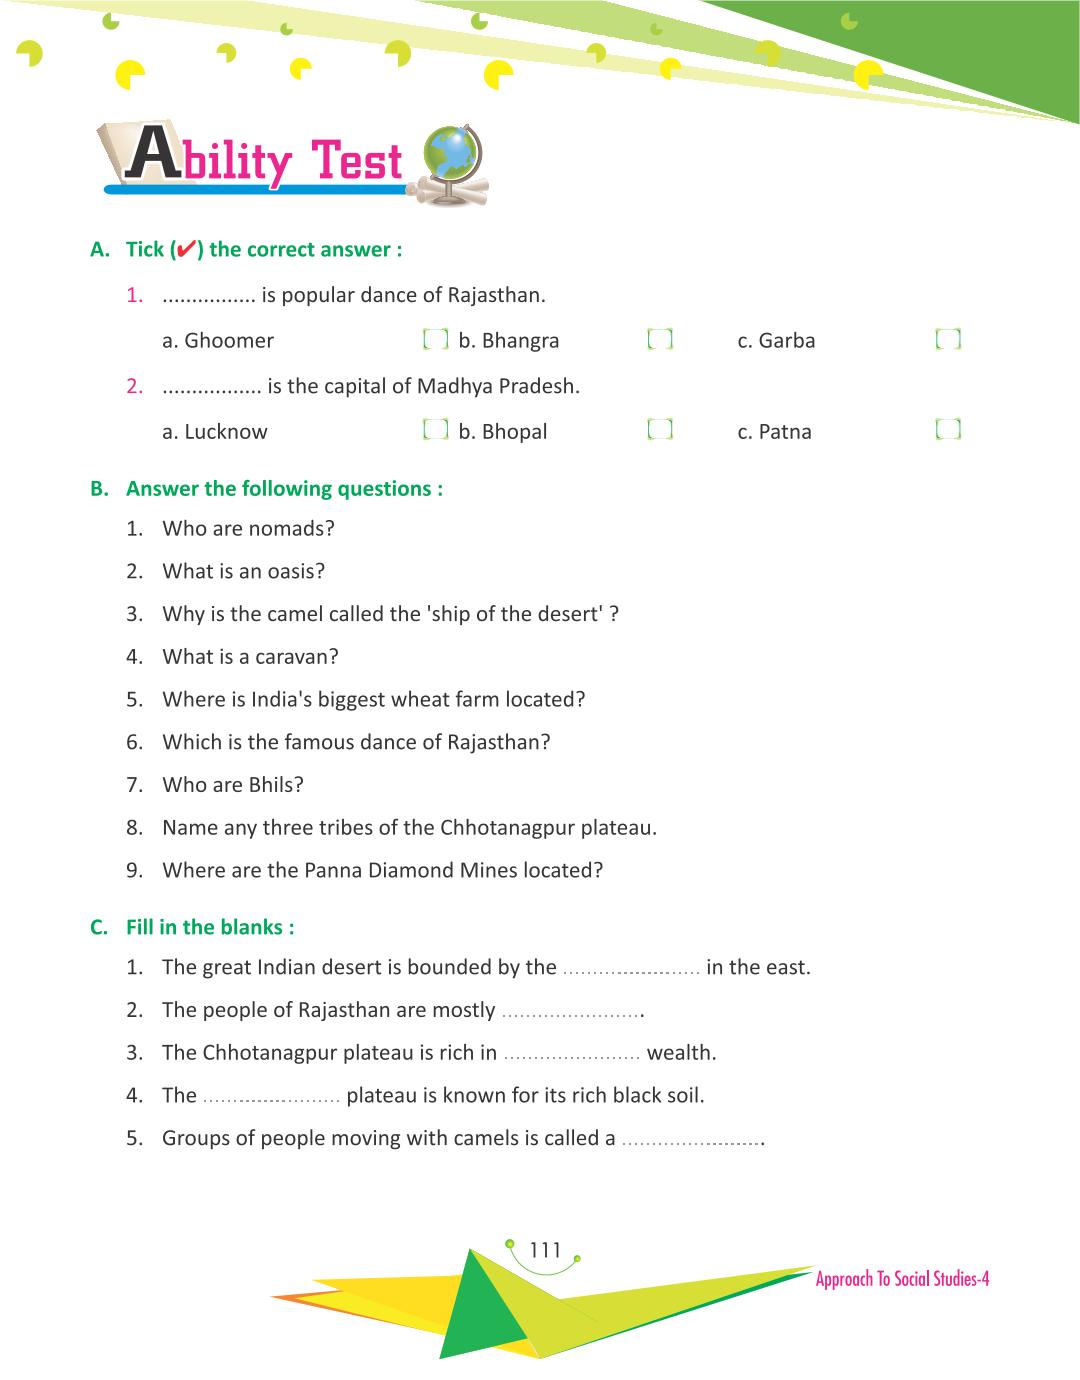 Ability Test
A. Tick (✔) the correct answer :
1. ................ is popular dance of Rajasthan.
a. Ghoomer b. Bhangra c. Garba
2. ................. is the capital of Madhya Pradesh.
a. Lucknow b. Bhopal c. Patna
B. Answer the following questions :
1. Who are nomads?
2. What is an oasis?
3. Why is the camel called the 'ship of the desert' ?
4. What is a caravan?
5. Where is India's biggest wheat farm located?
6. Which is the famous dance of Rajasthan?
7. Who are Bhils?
8. Name any three tribes of the Chhotanagpur plateau.
9. Where are the Panna Diamond Mines located?
C. Fill in the blanks :
1. The great Indian desert is bounded by the ....................... in the east.
2. The people of Rajasthan are mostly .......................
3. The Chhotanagpur plateau is rich in ....................... wealth.
4. The ....................... plateau is known for its rich black soil.
5. Groups of people moving with camels is called a ........................
111
Approach To Social Studies-4